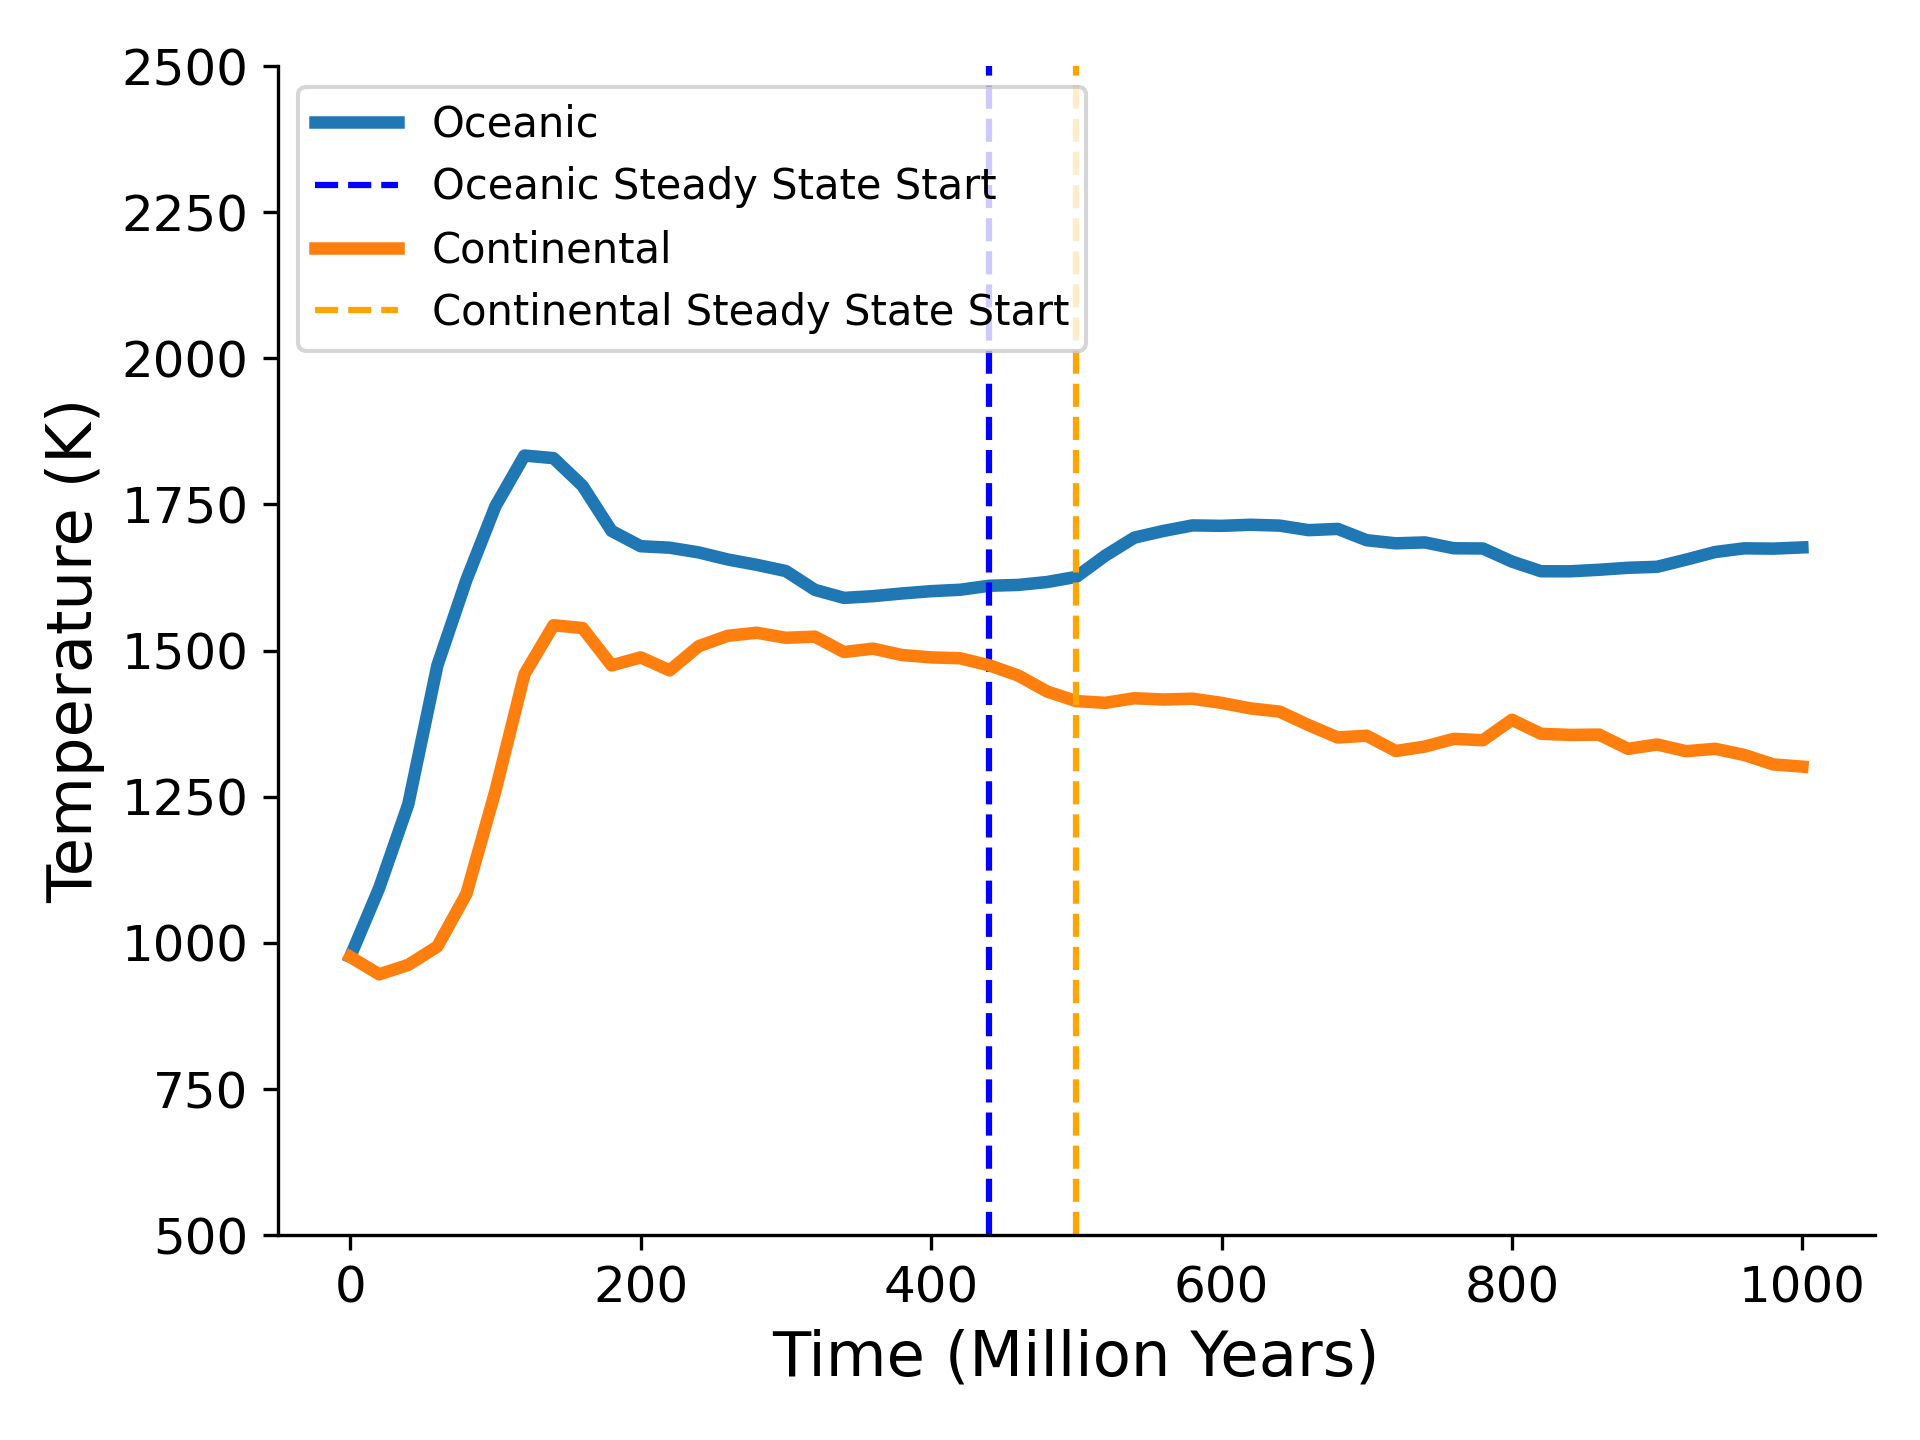 2500
2250
2000
1750
1500
1250
1000
750
500
Temperature (K)
Oceanic
Oceanic Steady State Start
Continental
Continental Steady State Start
0 200 400 600 800 1000
Time (Million Years)